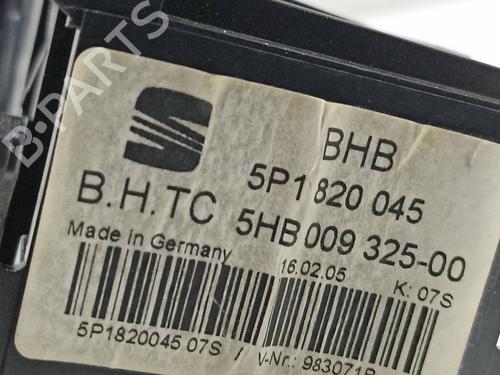 B-PARTS
BHB
5P1 820 045
B.H.TC 5HB 009 325-00
Made in Germany 16.02.05 K: 07S
5P1820045 07S / V-Nr.: 983071B